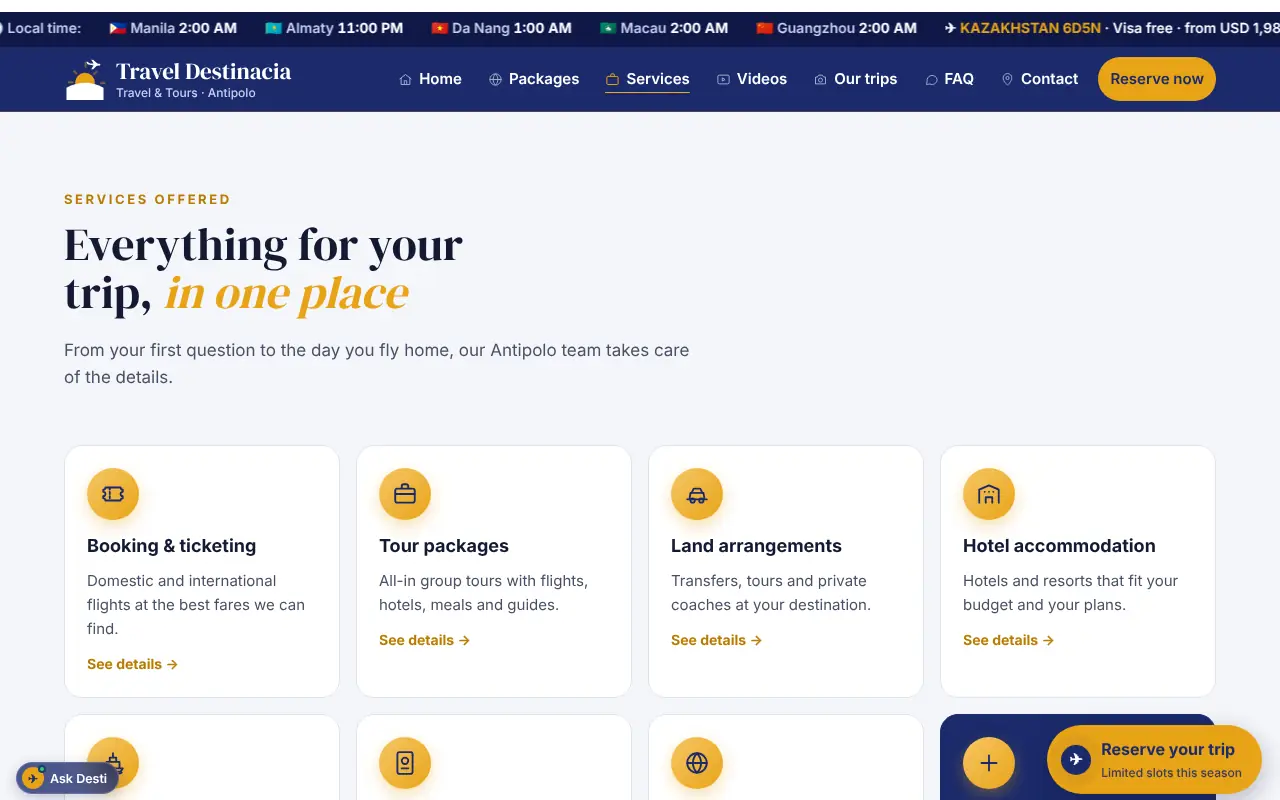 Local time: Manila 2:00 AM Almaty 11:00 PM Da Nang 1:00 AM Macau 2:00 AM Guangzhou 2:00 AM ✈ KAZAKHSTAN 6D5N · Visa free · from USD 1,98
Travel Destinacia
Travel & Tours · Antipolo
Home Packages Services Videos Our trips FAQ Contact Reserve now
SERVICES OFFERED
Everything for your
trip, in one place
From your first question to the day you fly home, our Antipolo team takes care
of the details.
Booking & ticketing
Domestic and international
flights at the best fares we can
find.
See details →
Tour packages
All-in group tours with flights,
hotels, meals and guides.
See details →
Land arrangements
Transfers, tours and private
coaches at your destination.
See details →
Hotel accommodation
Hotels and resorts that fit your
budget and your plans.
See details →
Ask Desti
Reserve your trip
Limited slots this season